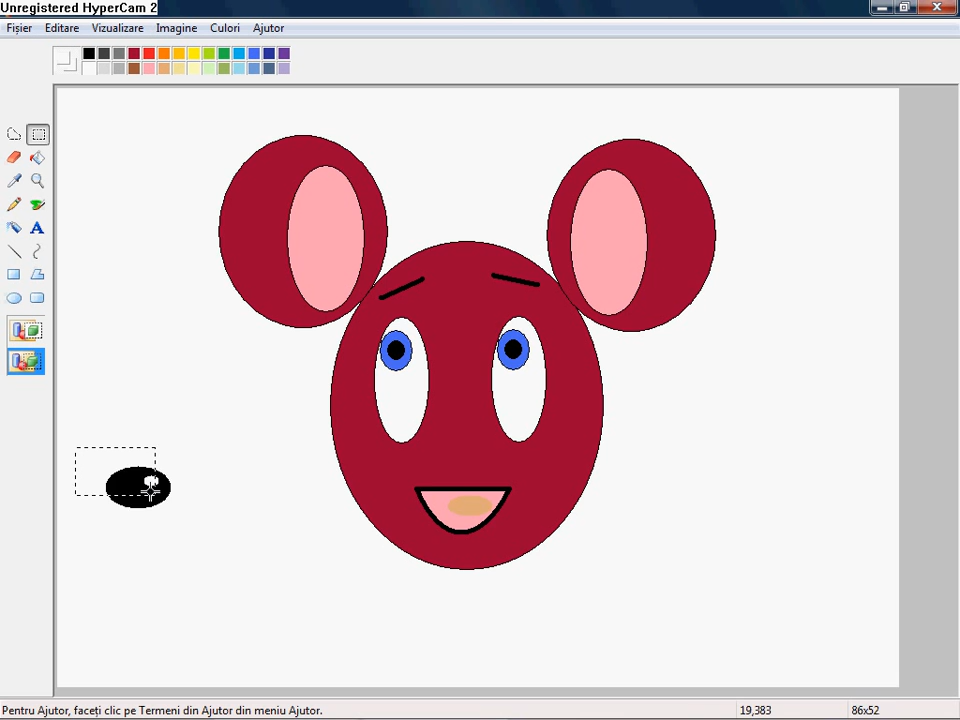 Unregistered HyperCam 2
Fișier Editare Vizualizare Imagine Culori Ajutor
A
Pentru Ajutor, faceți clic pe Termeni din Ajutor din meniu Ajutor. 19,383 86x52